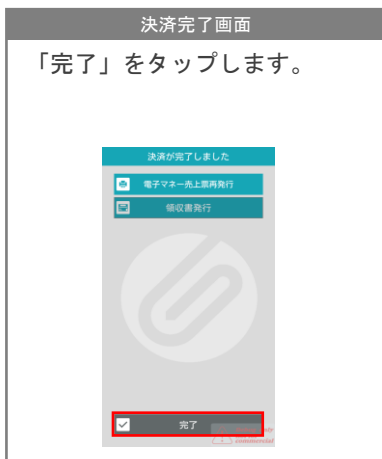 決済完了画面
「完了」をタップします。
決済が完了しました
電子マネー売上票再発行
領収書発行
完了